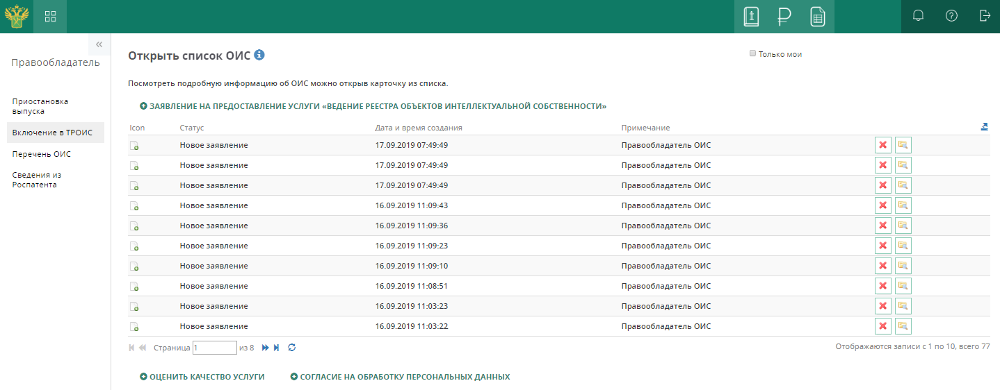 Правообладатель
Приостановка
выпуска
Включение в ТРОИС
Перечень ОИС
Сведения из
Роспатента
Открыть список ОИС
Только мои
Посмотреть подробную информацию об ОИС можно открыв карточку из списка.
ЗАЯВЛЕНИЕ НА ПРЕДОСТАВЛЕНИЕ УСЛУГИ «ВЕДЕНИЕ РЕЕСТРА ОБЪЕКТОВ ИНТЕЛЛЕКТУАЛЬНОЙ СОБСТВЕННОСТИ»
Icon Статус Дата и время создания Примечание
Новое заявление 17.09.2019 07:49:49 Правообладатель ОИС
Новое заявление 17.09.2019 07:49:49 Правообладатель ОИС
Новое заявление 17.09.2019 07:49:49 Правообладатель ОИС
Новое заявление 16.09.2019 11:09:43 Правообладатель ОИС
Новое заявление 16.09.2019 11:09:36 Правообладатель ОИС
Новое заявление 16.09.2019 11:09:23 Правообладатель ОИС
Новое заявление 16.09.2019 11:09:10 Правообладатель ОИС
Новое заявление 16.09.2019 11:08:51 Правообладатель ОИС
Новое заявление 16.09.2019 11:03:23 Правообладатель ОИС
Новое заявление 16.09.2019 11:03:22 Правообладатель ОИС
Страница 1 из 8
Отображаются записи с 1 по 10, всего 77
ОЦЕНИТЬ КАЧЕСТВО УСЛУГИ СОГЛАСИЕ НА ОБРАБОТКУ ПЕРСОНАЛЬНЫХ ДАННЫХ